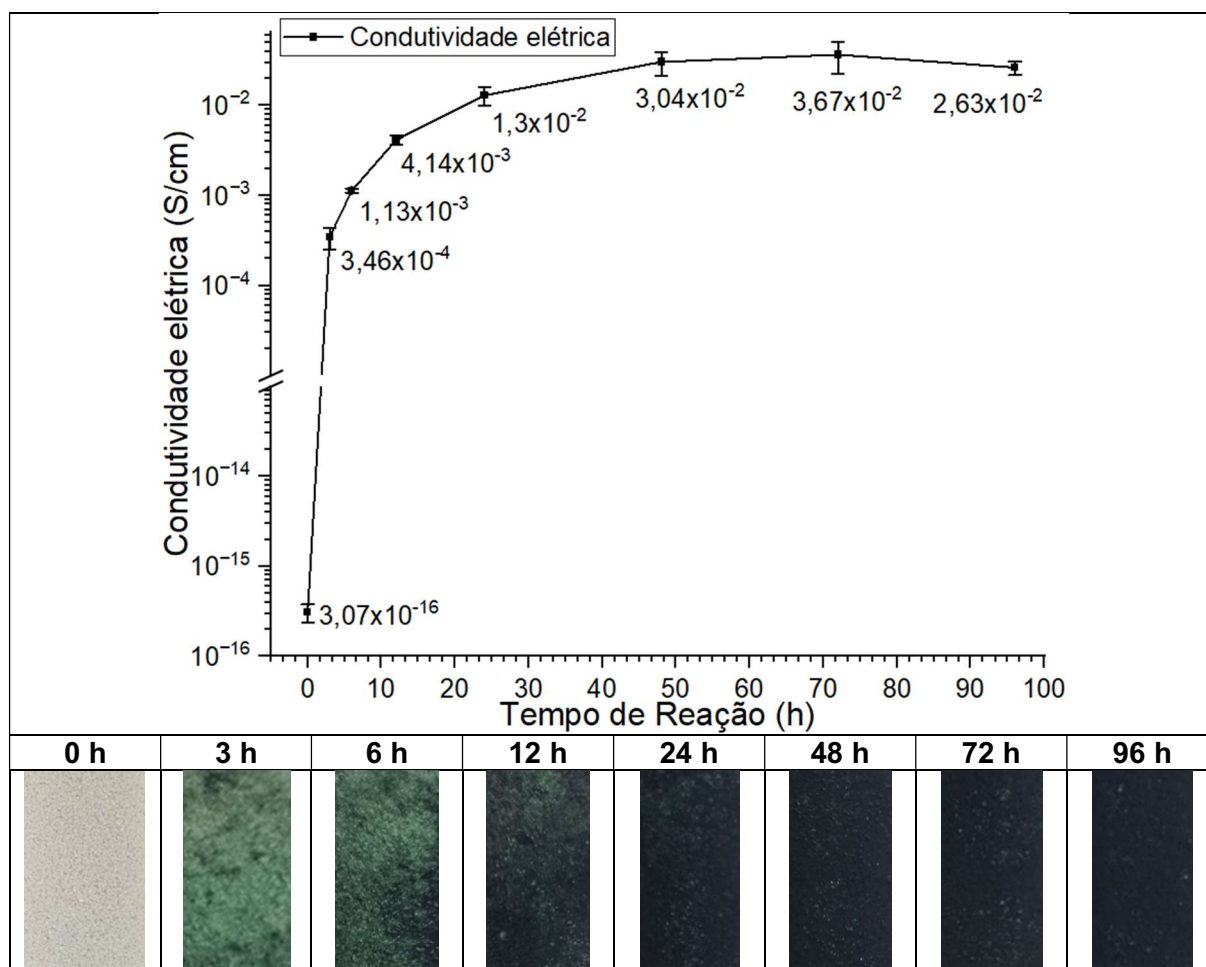 Condutividade elétrica
Condutividade elétrica (S/cm)
10⁻²
10⁻³
10⁻⁴
10⁻¹⁴
10⁻¹⁵
10⁻¹⁶
3,07x10⁻¹⁶
3,46x10⁻⁴
1,13x10⁻³
4,14x10⁻³
1,3x10⁻²
3,04x10⁻²
3,67x10⁻²
2,63x10⁻²
0 10 20 30 40 50 60 70 80 90 100
Tempo de Reação (h)
0 h 3 h 6 h 12 h 24 h 48 h 72 h 96 h